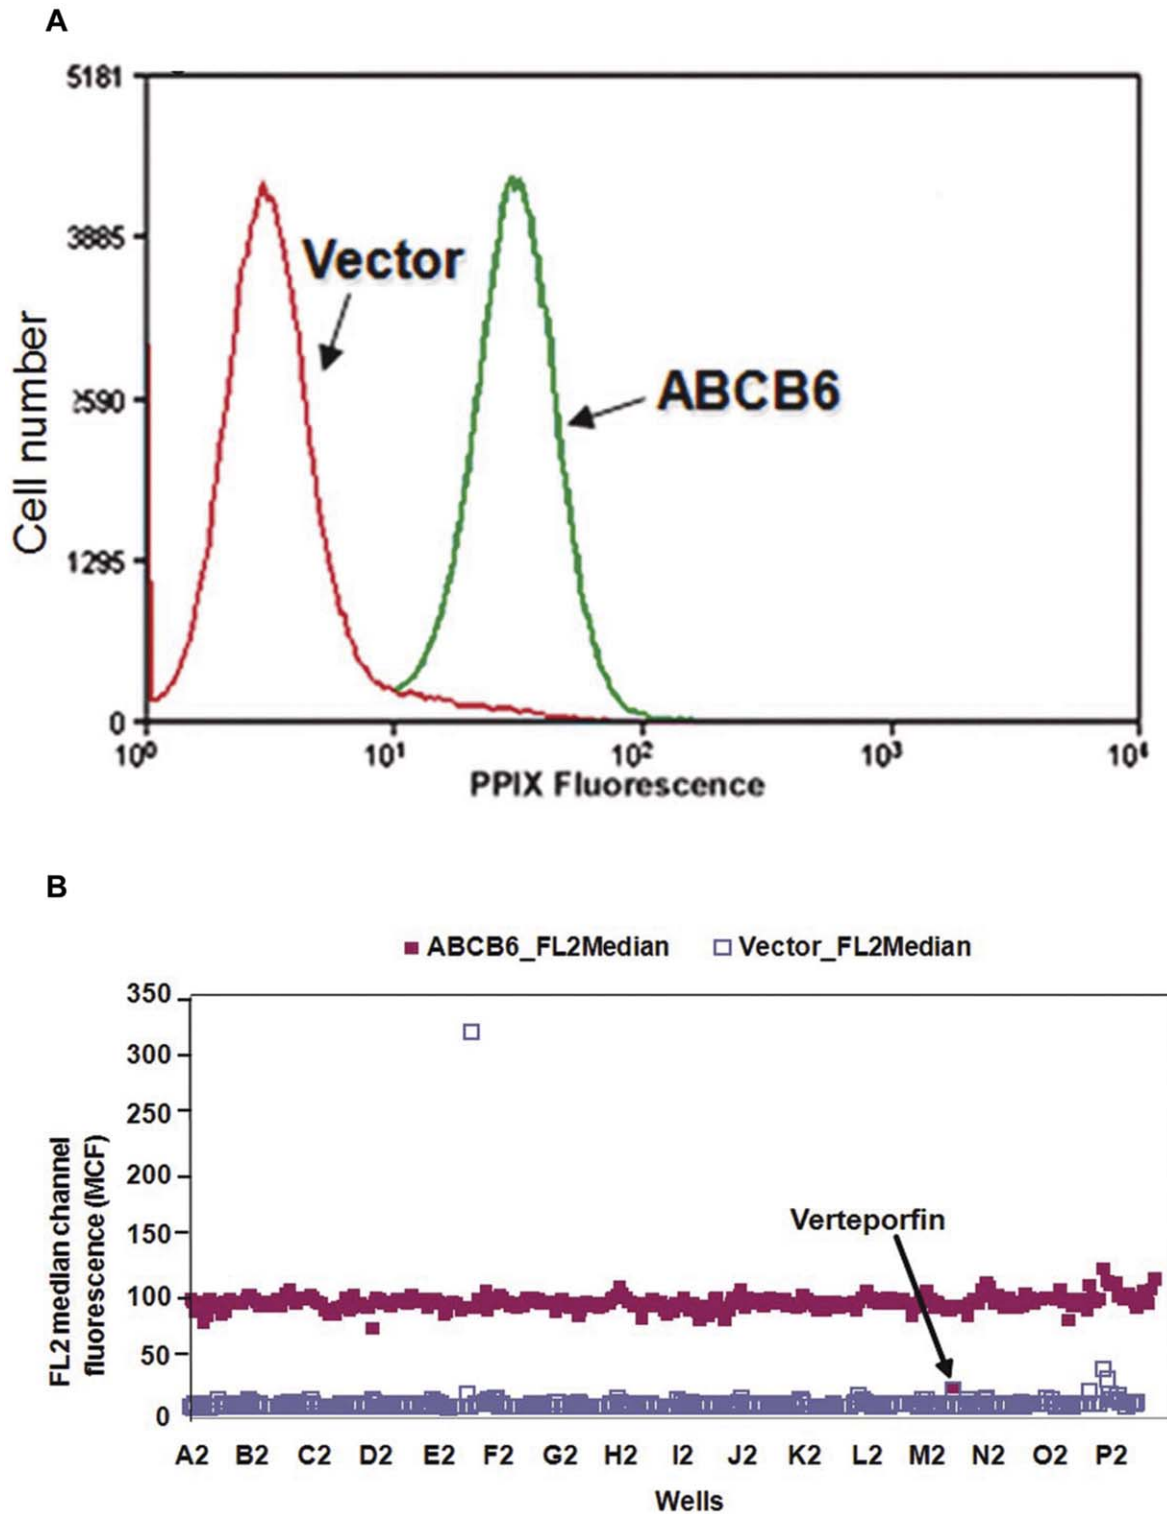 A
5181
3885
2590
1295
0
Cell number
Vector
ABCB6
10⁰ 10¹ 10² 10³ 10⁴
PPIX Fluorescence
B
ABCB6_FL2Median Vector_FL2Median
350
300
250
200
150
100
50
0
FL2 median channel
fluorescence (MCF)
Verteporfin
A2 B2 C2 D2 E2 F2 G2 H2 I2 J2 K2 L2 M2 N2 O2 P2
Wells